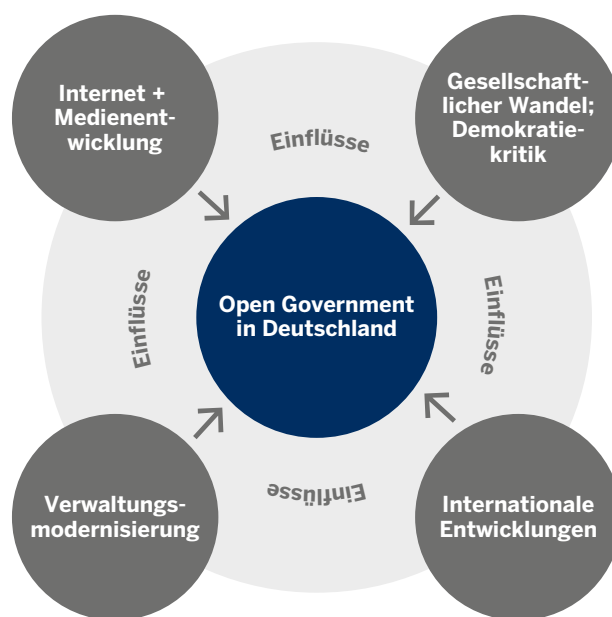 Internet +
Medienent-
wicklung
Gesellschaft-
licher Wandel;
Demokratie-
kritik
Einflüsse
Einflüsse
Open Government
in Deutschland
Einflüsse
Einflüsse
Verwaltungs-
modernisierung
Internationale
Entwicklungen